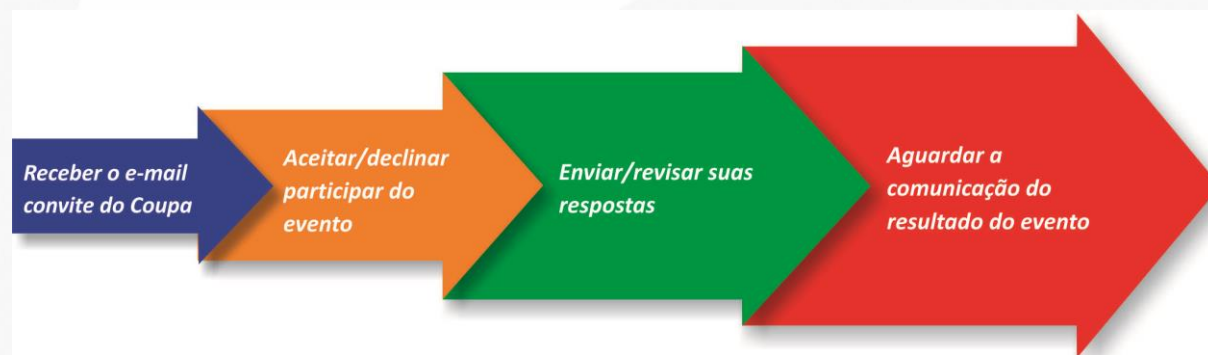 Receber o e-mail
convite do Coupa
Aceitar/declinar
participar do
evento
Enviar/revisar suas
respostas
Aguardar a
comunicação do
resultado do evento